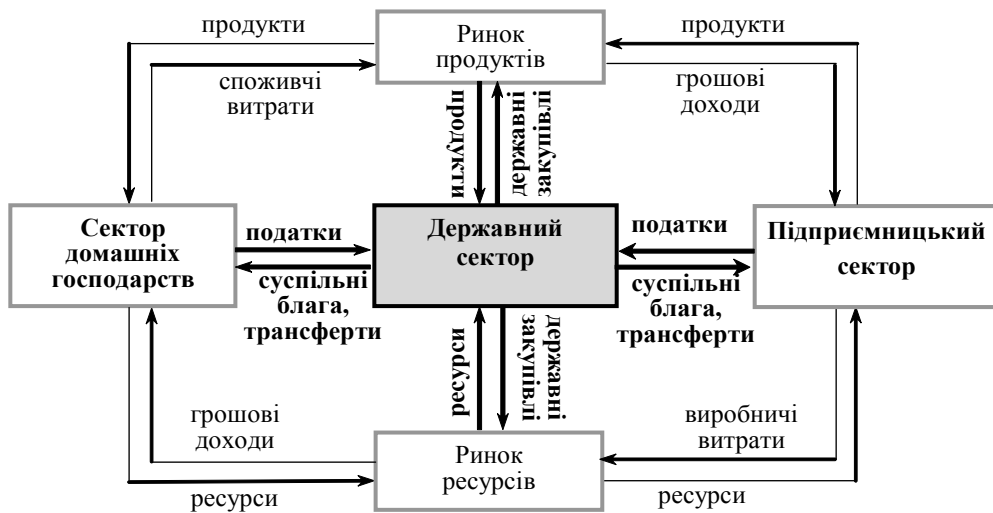 продукти
Ринок
продуктів
продукти
споживчі
витрати
грошові
доходи
продукти
державні
закупівлі
Сектор
домашніх
господарств
податки
суспільні
блага,
трансферти
Державний
сектор
податки
суспільні
блага,
трансферти
Підприємницький
сектор
ресурси
державні
закупівлі
грошові
доходи
Ринок
ресурсів
виробничі
витрати
ресурси
ресурси